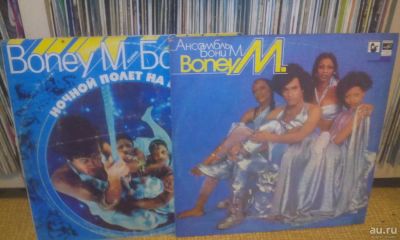 Boney M Бо
НОЧНОЙ ПОЛЕТ НА
Ансамбль
Бони М.
Boney M.
au.ru